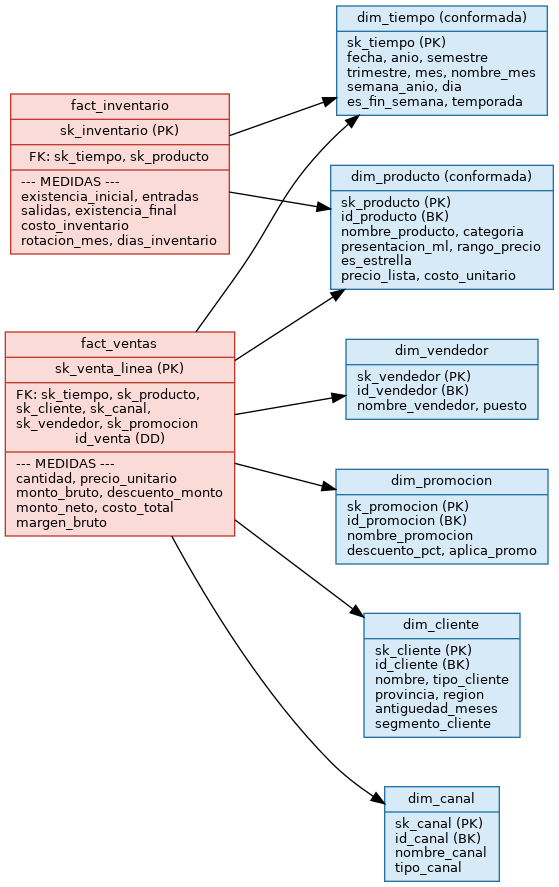 fact_inventario
sk_inventario (PK)
FK: sk_tiempo, sk_producto
--- MEDIDAS ---
existencia_inicial, entradas
salidas, existencia_final
costo_inventario
rotacion_mes, dias_inventario
fact_ventas
sk_venta_linea (PK)
FK: sk_tiempo, sk_producto,
sk_cliente, sk_canal,
sk_vendedor, sk_promocion
id_venta (DD)
--- MEDIDAS ---
cantidad, precio_unitario
monto_bruto, descuento_monto
monto_neto, costo_total
margen_bruto
dim_tiempo (conformada)
sk_tiempo (PK)
fecha, anio, semestre
trimestre, mes, nombre_mes
semana_anio, dia
es_fin_semana, temporada
dim_producto (conformada)
sk_producto (PK)
id_producto (BK)
nombre_producto, categoria
presentacion_ml, rango_precio
es_estrella
precio_lista, costo_unitario
dim_vendedor
sk_vendedor (PK)
id_vendedor (BK)
nombre_vendedor, puesto
dim_promocion
sk_promocion (PK)
id_promocion (BK)
nombre_promocion
descuento_pct, aplica_promo
dim_cliente
sk_cliente (PK)
id_cliente (BK)
nombre, tipo_cliente
provincia, region
antiguedad_meses
segmento_cliente
dim_canal
sk_canal (PK)
id_canal (BK)
nombre_canal
tipo_canal